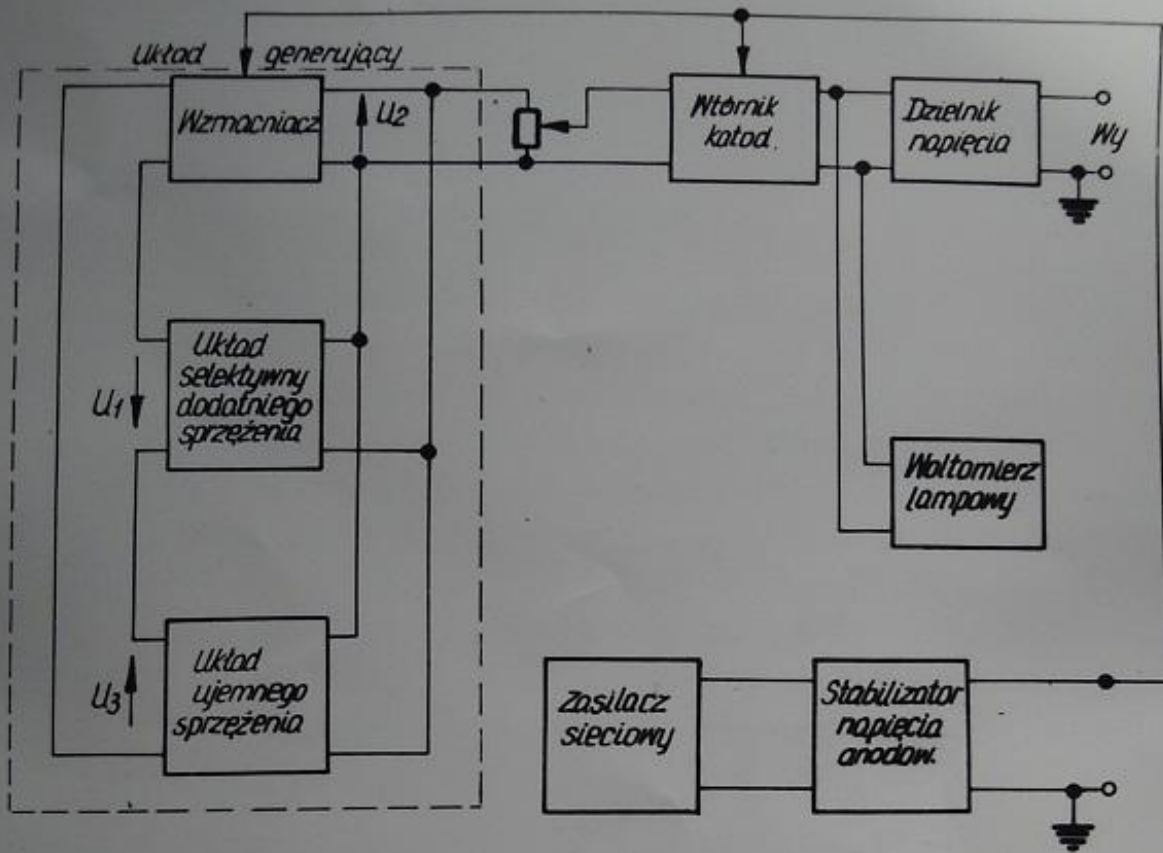 Układ generujący
Wzmacniacz
U2
Wtórnik
katod.
Dzielnik
napięcia
Wy
Układ
selektywny
dodatniego
sprzężenia
U1
Woltomierz
lampowy
Układ
ujemnego
sprzężenia
U3
Zasilacz
sieciowy
Stabilizator
napięcia
anodow.